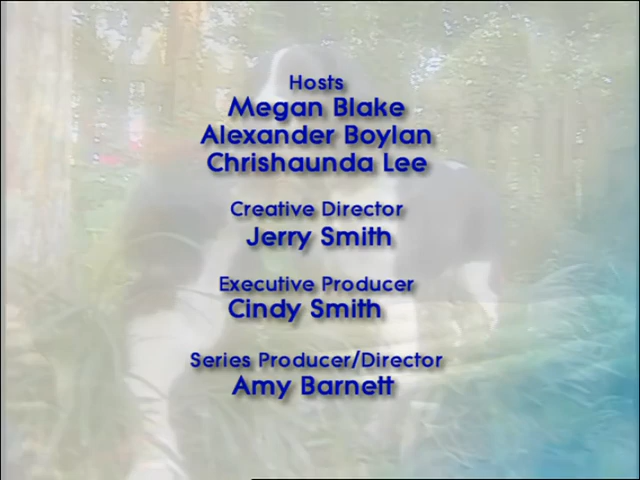 Hosts
Megan Blake
Alexander Boylan
Chrishaunda Lee
Creative Director
Jerry Smith
Executive Producer
Cindy Smith
Series Producer/Director
Amy Barnett